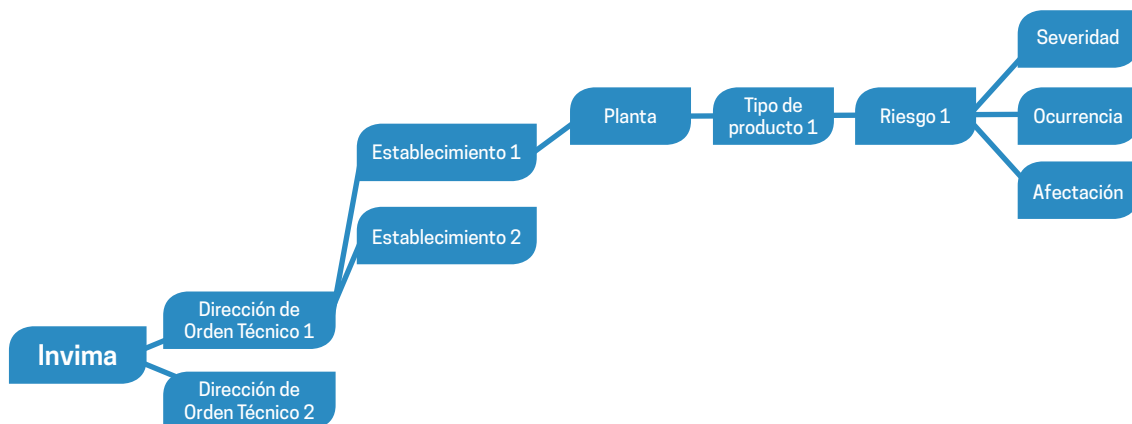 Severidad
Planta
Tipo de
producto 1
Riesgo 1
Ocurrencia
Establecimiento 1
Afectación
Establecimiento 2
Dirección de
Orden Técnico 1
Invima
Dirección de
Orden Técnico 2